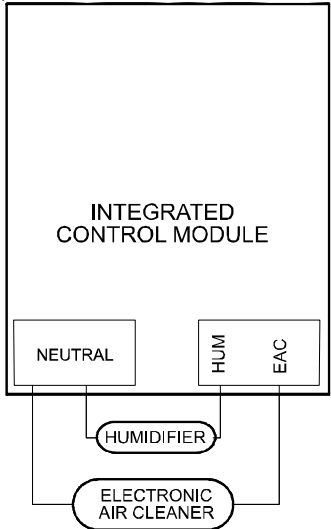 INTEGRATED
CONTROL MODULE
NEUTRAL
HUM
EAC
HUMIDIFIER
ELECTRONIC
AIR CLEANER